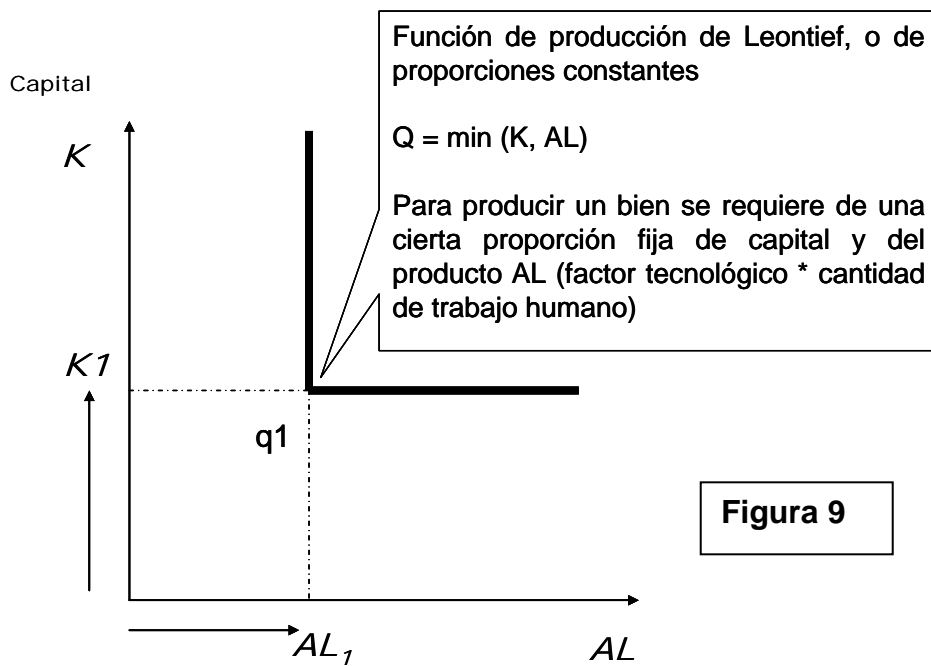 Función de producción de Leontief, o de
proporciones constantes
Q = min (K, AL)
Para producir un bien se requiere de una
cierta proporción fija de capital y del
producto AL (factor tecnológico * cantidad
de trabajo humano)
Capital
K
K1
q1
Figura 9
AL1
AL